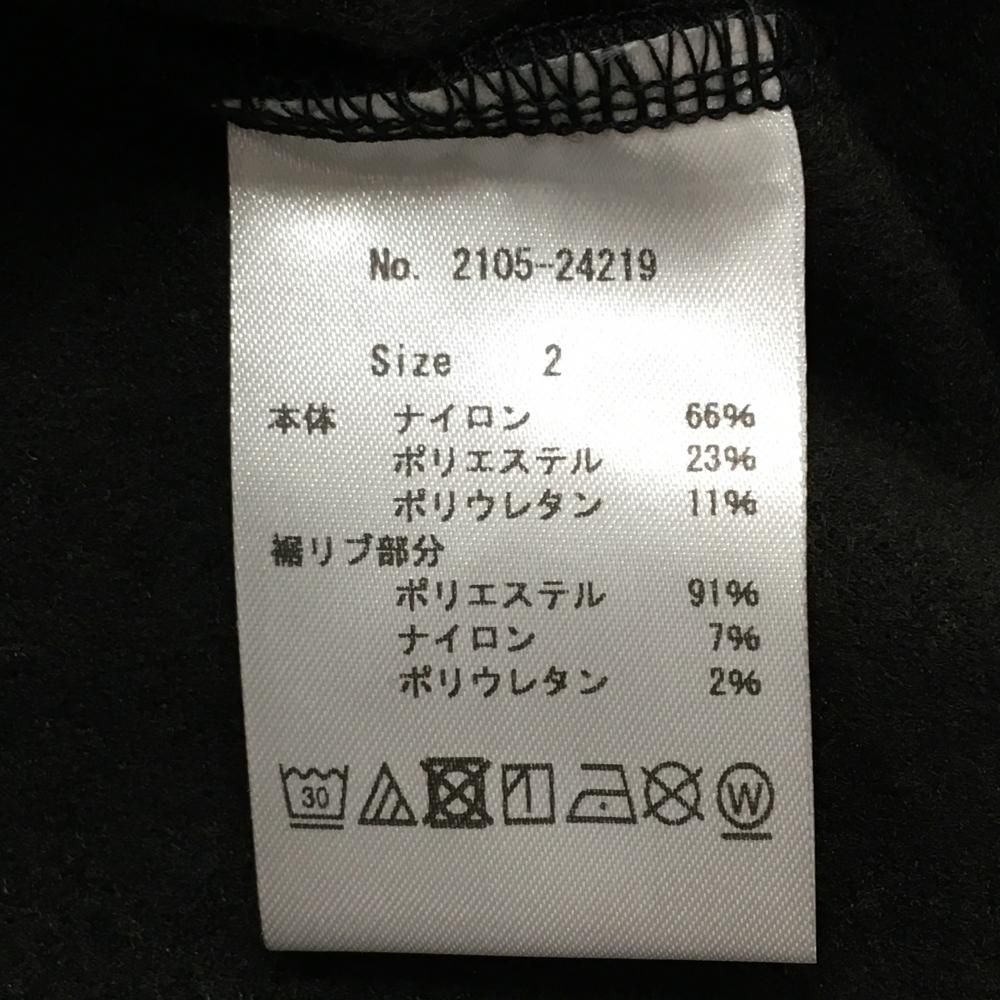 No. 2105-24219
Size 2
本体 ナイロン 66%
ポリエステル 23%
ポリウレタン 11%
裾リブ部分
ポリエステル 91%
ナイロン 7%
ポリウレタン 2%
30 W